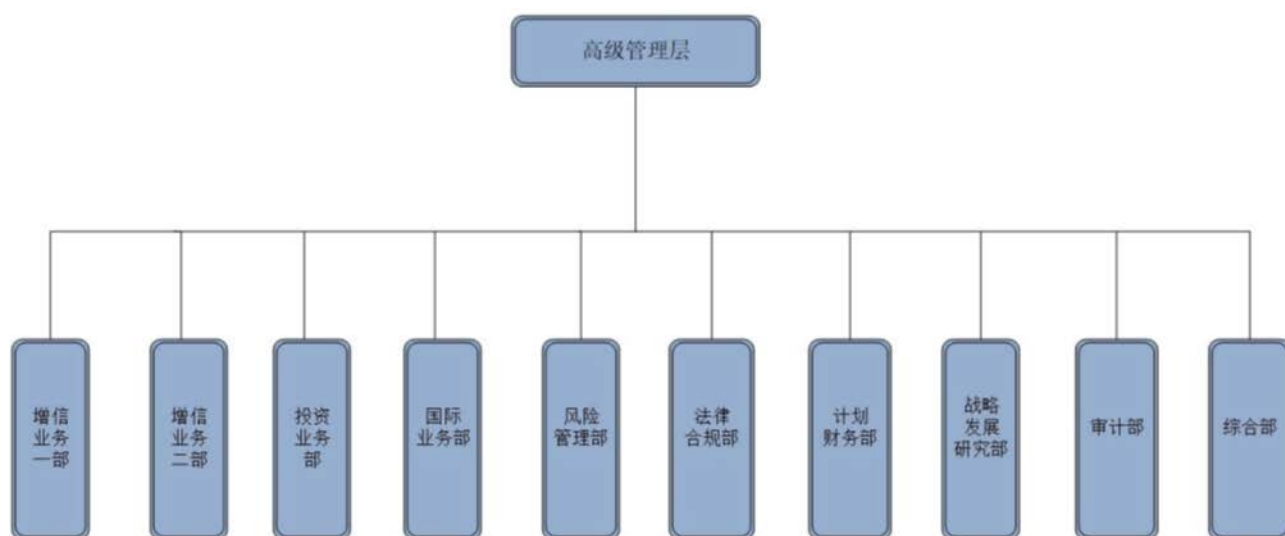 高级管理层
增信
业务
一部
增信
业务
二部
投资
业务
部
国际
业务部
风险
管理部
法律
合规部
计划
财务部
战略
发展
研究部
审计部
综合部